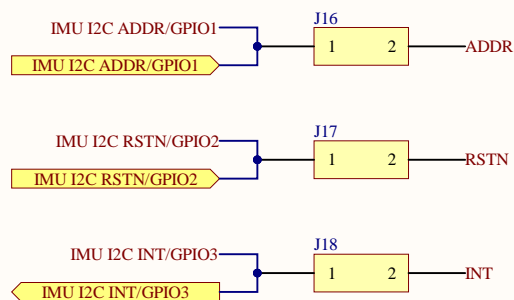 J16
IMU I2C ADDR/GPIO1
1 2 ADDR
IMU I2C ADDR/GPIO1
J17
IMU I2C RSTN/GPIO2
1 2 RSTN
IMU I2C RSTN/GPIO2
J18
IMU I2C INT/GPIO3
1 2 INT
IMU I2C INT/GPIO3